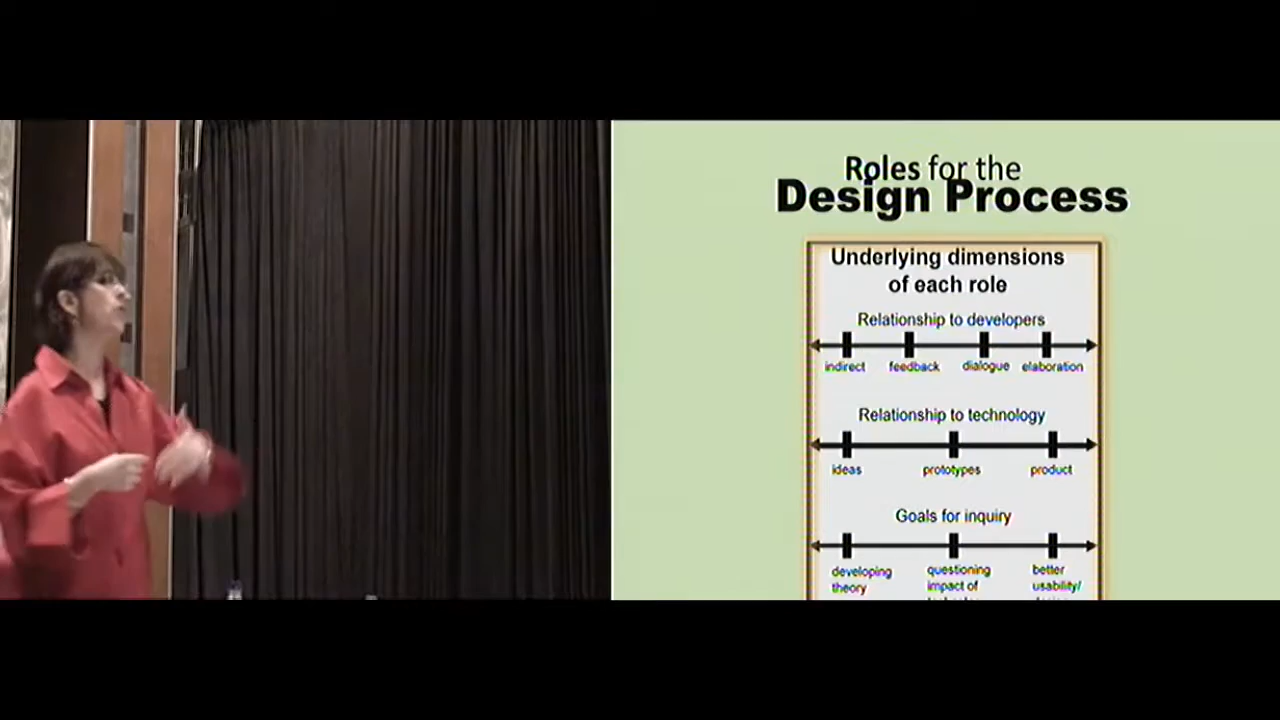 Roles for the
Design Process
Underlying dimensions
of each role
Relationship to developers
indirect feedback dialogue elaboration
Relationship to technology
ideas prototypes product
Goals for inquiry
developing questioning better
theory impact of usability/